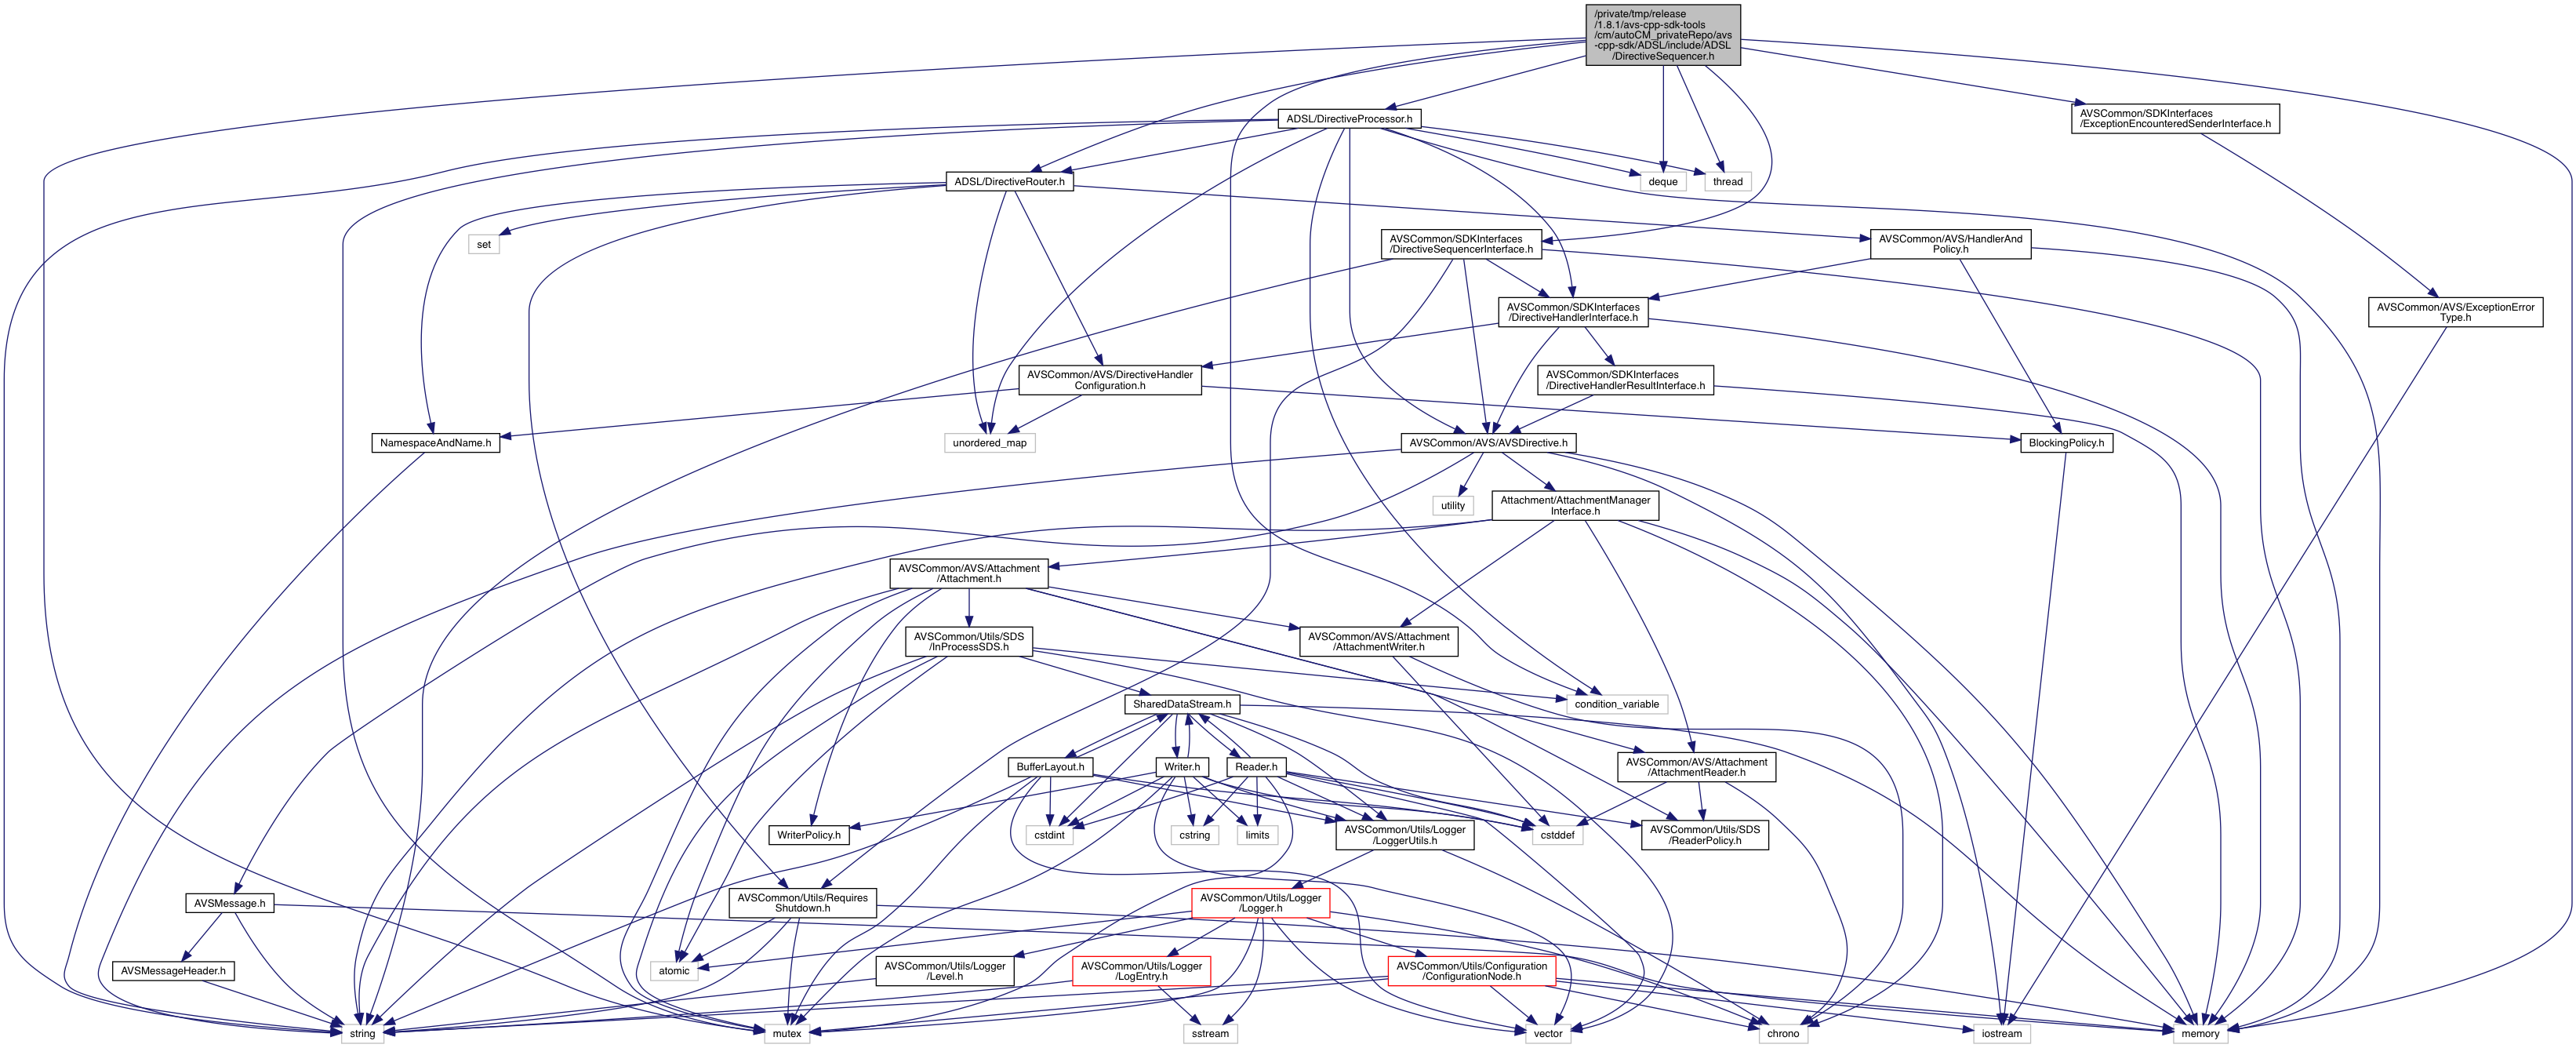 /private/tmp/release
/1.8.1/avs-cpp-sdk-tools
/cm/autoCM_privateRepo/avs
-cpp-sdk/ADSL/include/ADSL
/DirectiveSequencer.h
ADSL/DirectiveProcessor.h
AVSCommon/SDKInterfaces
/ExceptionEncounteredSenderInterface.h
ADSL/DirectiveRouter.h
deque
thread
set
AVSCommon/SDKInterfaces
/DirectiveSequencerInterface.h
AVSCommon/AVS/HandlerAnd
Policy.h
AVSCommon/SDKInterfaces
/DirectiveHandlerInterface.h
AVSCommon/AVS/ExceptionError
Type.h
AVSCommon/AVS/DirectiveHandler
Configuration.h
AVSCommon/SDKInterfaces
/DirectiveHandlerResultInterface.h
NamespaceAndName.h
unordered_map
AVSCommon/AVS/AVSDirective.h
BlockingPolicy.h
utility
Attachment/AttachmentManager
Interface.h
AVSCommon/AVS/Attachment
/Attachment.h
AVSCommon/Utils/SDS
/InProcessSDS.h
AVSCommon/AVS/Attachment
/AttachmentWriter.h
SharedDataStream.h
condition_variable
BufferLayout.h
Writer.h
Reader.h
AVSCommon/AVS/Attachment
/AttachmentReader.h
WriterPolicy.h
cstdint
cstring
limits
AVSCommon/Utils/Logger
/LoggerUtils.h
cstddef
AVSCommon/Utils/SDS
/ReaderPolicy.h
AVSMessage.h
AVSCommon/Utils/Requires
Shutdown.h
AVSCommon/Utils/Logger
/Logger.h
AVSMessageHeader.h
atomic
AVSCommon/Utils/Logger
/Level.h
AVSCommon/Utils/Logger
/LogEntry.h
AVSCommon/Utils/Configuration
/ConfigurationNode.h
string
mutex
sstream
vector
chrono
iostream
memory